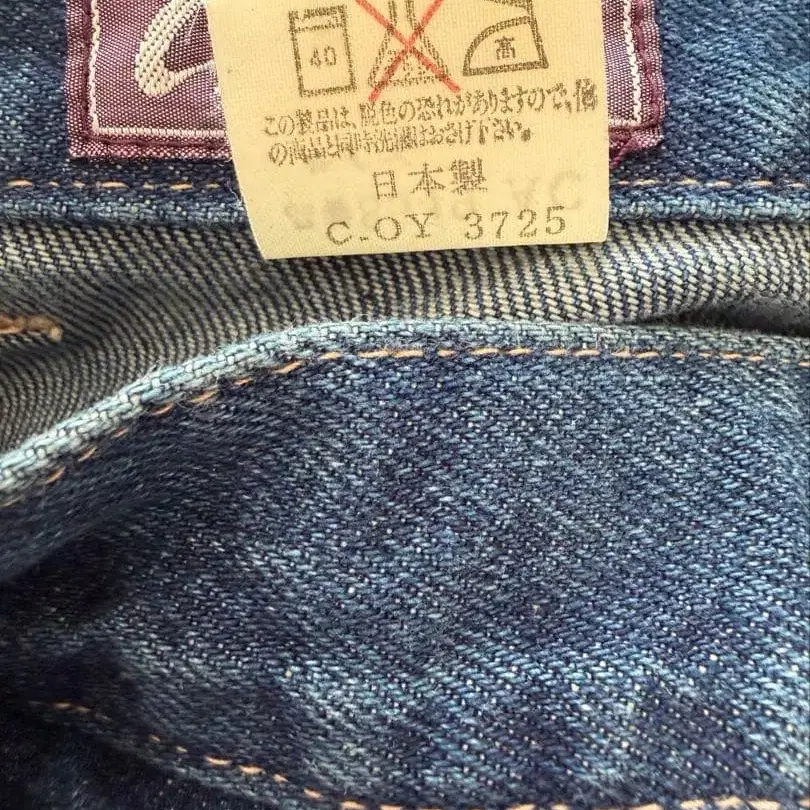 40 高
この製品は、脱色の恐れがありますので、他
の商品と同時洗濯はおさけ下さい。
日本製
C.OY 3725